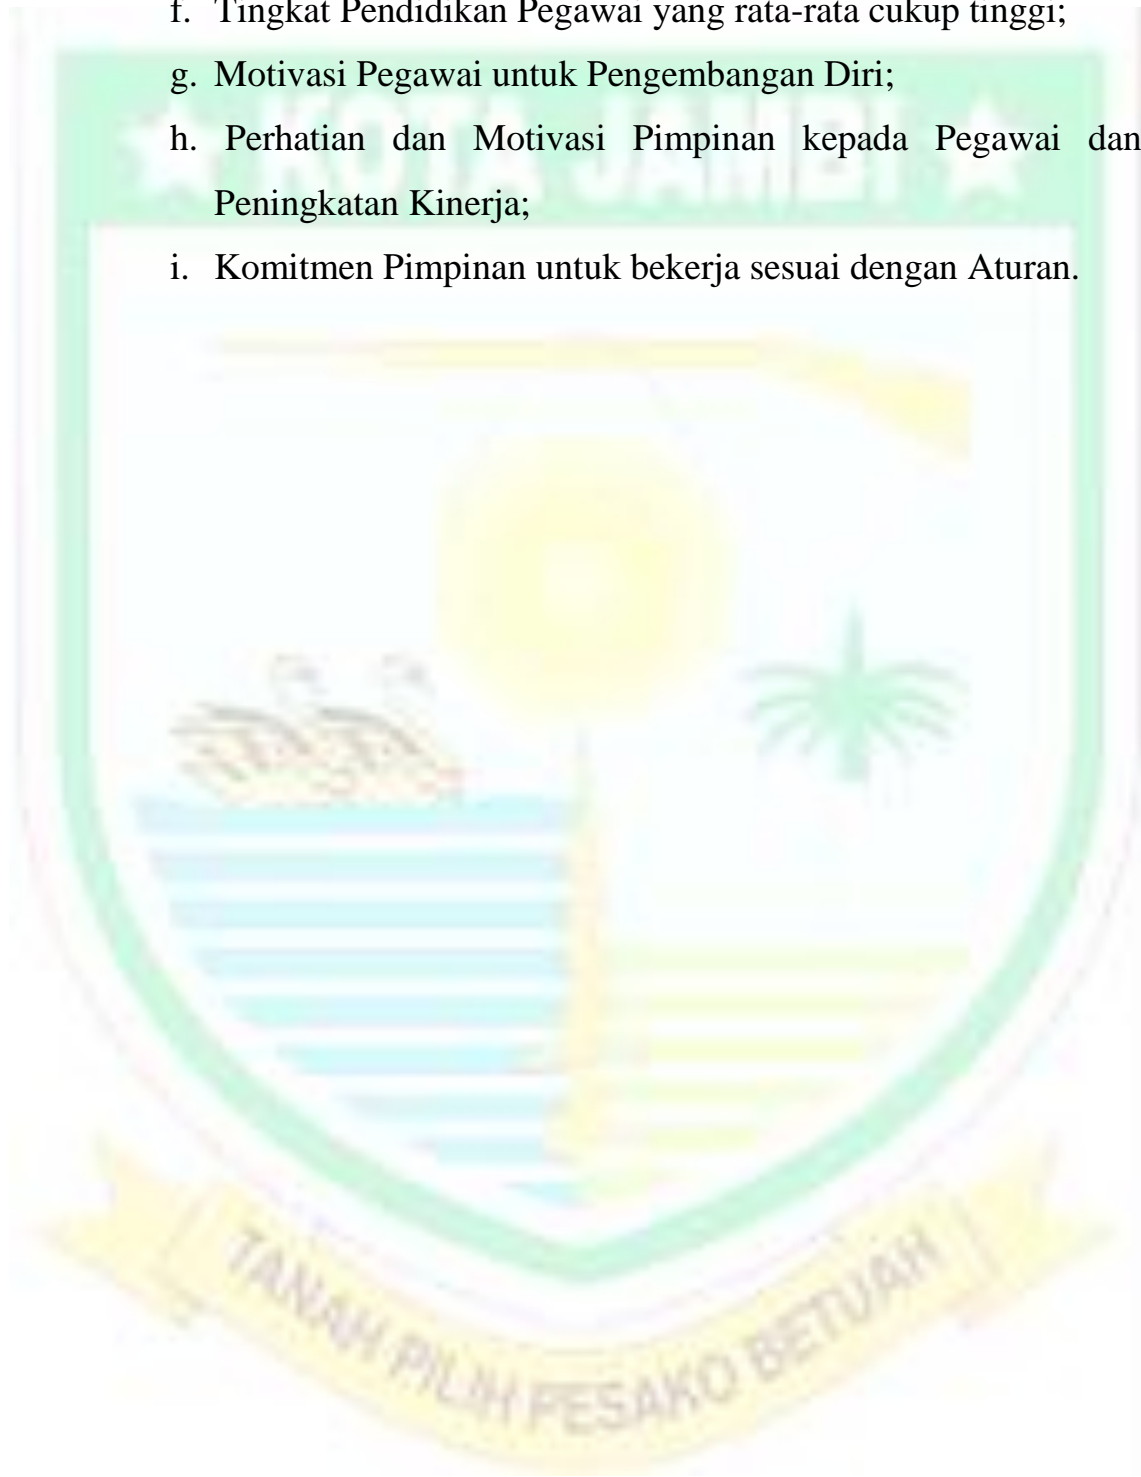 f. Tingkat Pendidikan Pegawai yang rata-rata cukup tinggi;
g. Motivasi Pegawai untuk Pengembangan Diri;
h. Perhatian dan Motivasi Pimpinan kepada Pegawai dan
Peningkatan Kinerja;
i. Komitmen Pimpinan untuk bekerja sesuai dengan Aturan.
KOTA JAMBI
TANAH PILIH PESAKO BETUAH